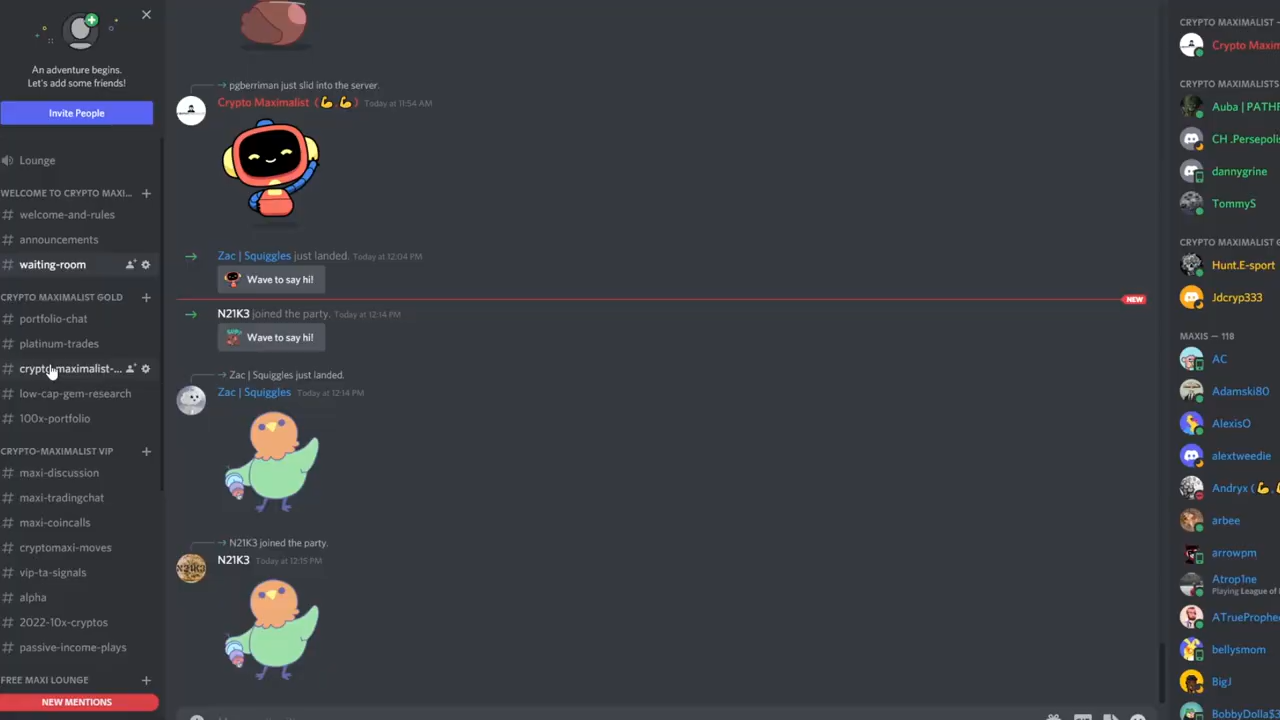 An adventure begins.
Let's add some friends!
Invite People
Lounge
WELCOME TO CRYPTO MAXI...
# welcome-and-rules
# announcements
# waiting-room
CRYPTO MAXIMALIST GOLD
# portfolio-chat
# platinum-trades
# crypto-maximalist-...
# low-cap-gem-research
# 100x-portfolio
CRYPTO-MAXIMALIST VIP
# maxi-discussion
# maxi-tradingchat
# maxi-coincalls
# cryptomaxi-moves
# vip-ta-signals
# alpha
# 2022-10x-cryptos
# passive-income-plays
FREE MAXI LOUNGE
NEW MENTIONS
pgberriman just slid into the server.
Crypto Maximalist (💪,💪) Today at 11:54 AM
Zac | Squiggles just landed. Today at 12:04 PM
Wave to say hi!
NEW
N21K3 joined the party. Today at 12:14 PM
Wave to say hi!
Zac | Squiggles just landed.
Zac | Squiggles Today at 12:14 PM
N21K3 joined the party.
N21K3 Today at 12:15 PM
CRYPTO MAXIMALIST —
Crypto Maxim
CRYPTO MAXIMALISTS
Auba | PATHF
CH .Persepolis
dannygrine
TommyS
CRYPTO MAXIMALIST G
Hunt.E-sport
Jdcryp333
MAXIS — 118
AC
Adamski80
AlexisO
alextweedie
Andryx (💪,
arbee
arrowpm
Atrop1ne
Playing League of
ATrueProphe
bellysmom
BigJ
BobbyDolla$3